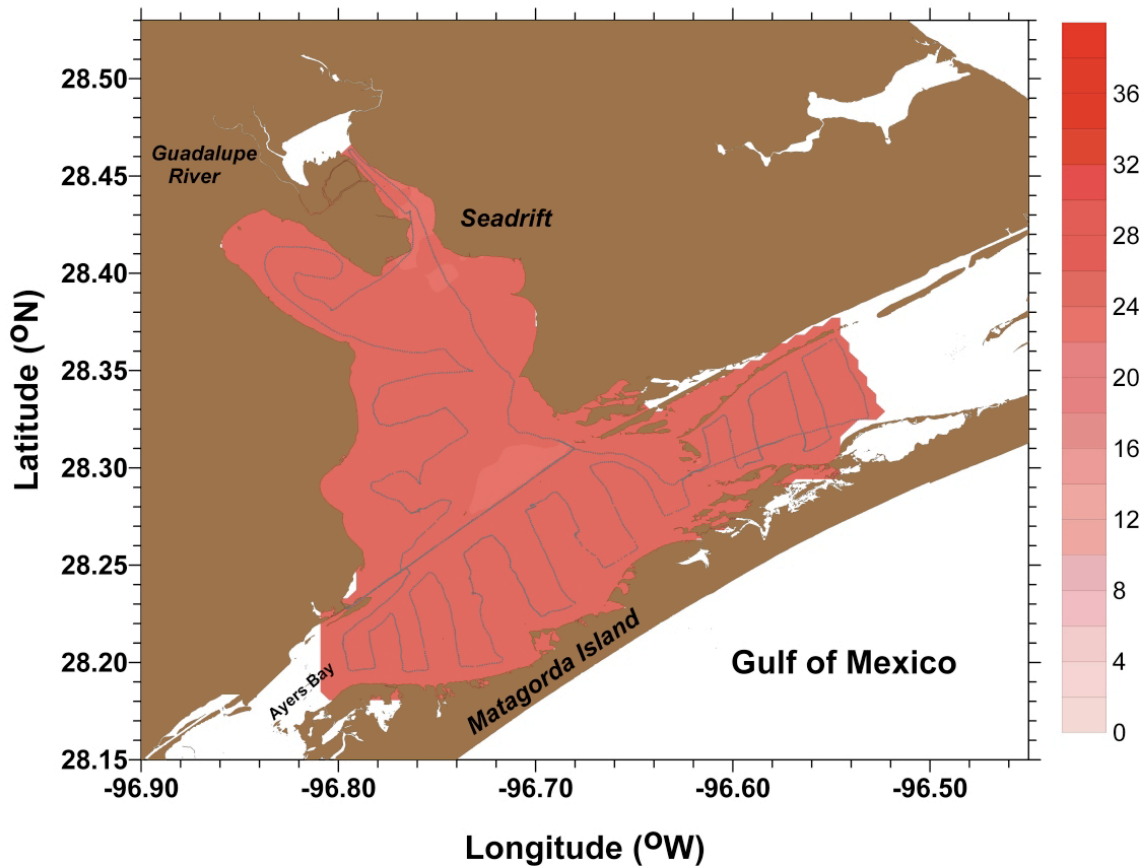 28.50
28.45
28.40
28.35
28.30
28.25
28.20
28.15
Latitude (ᴼN)
Guadalupe
River
Seadrift
Ayers Bay
Matagorda Island
Gulf of Mexico
36
32
28
24
20
16
12
8
4
0
-96.90
-96.80
-96.70
-96.60
-96.50
Longitude (ᴼW)